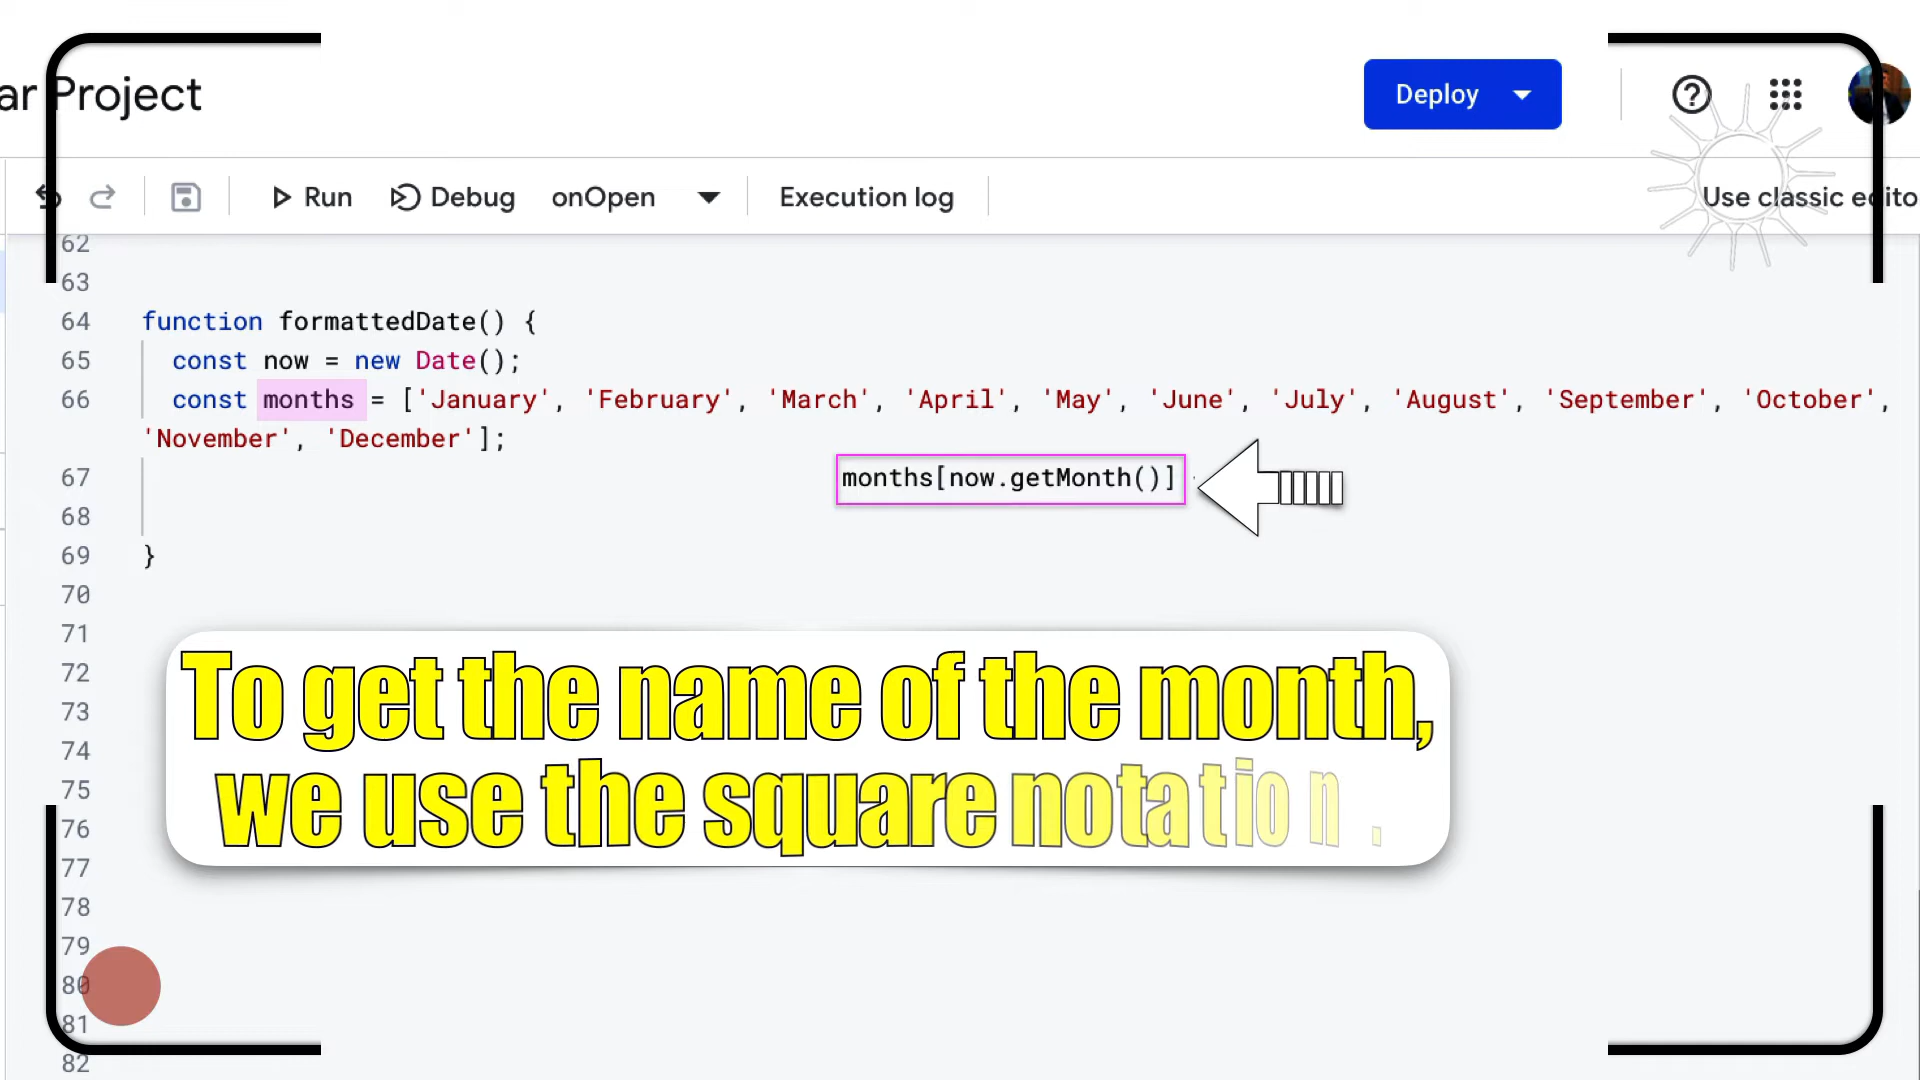 ar Project
Deploy
Run Debug onOpen Execution log Use classic edito
62
63
64 function formattedDate() {
65 const now = new Date();
66 const months = ['January', 'February', 'March', 'April', 'May', 'June', 'July', 'August', 'September', 'October',
'November', 'December'];
67 months[now.getMonth()]
68
69 }
70
71
72
73
74
75
76
77
78
79
80
81
82
To get the name of the month,
we use the square notation.